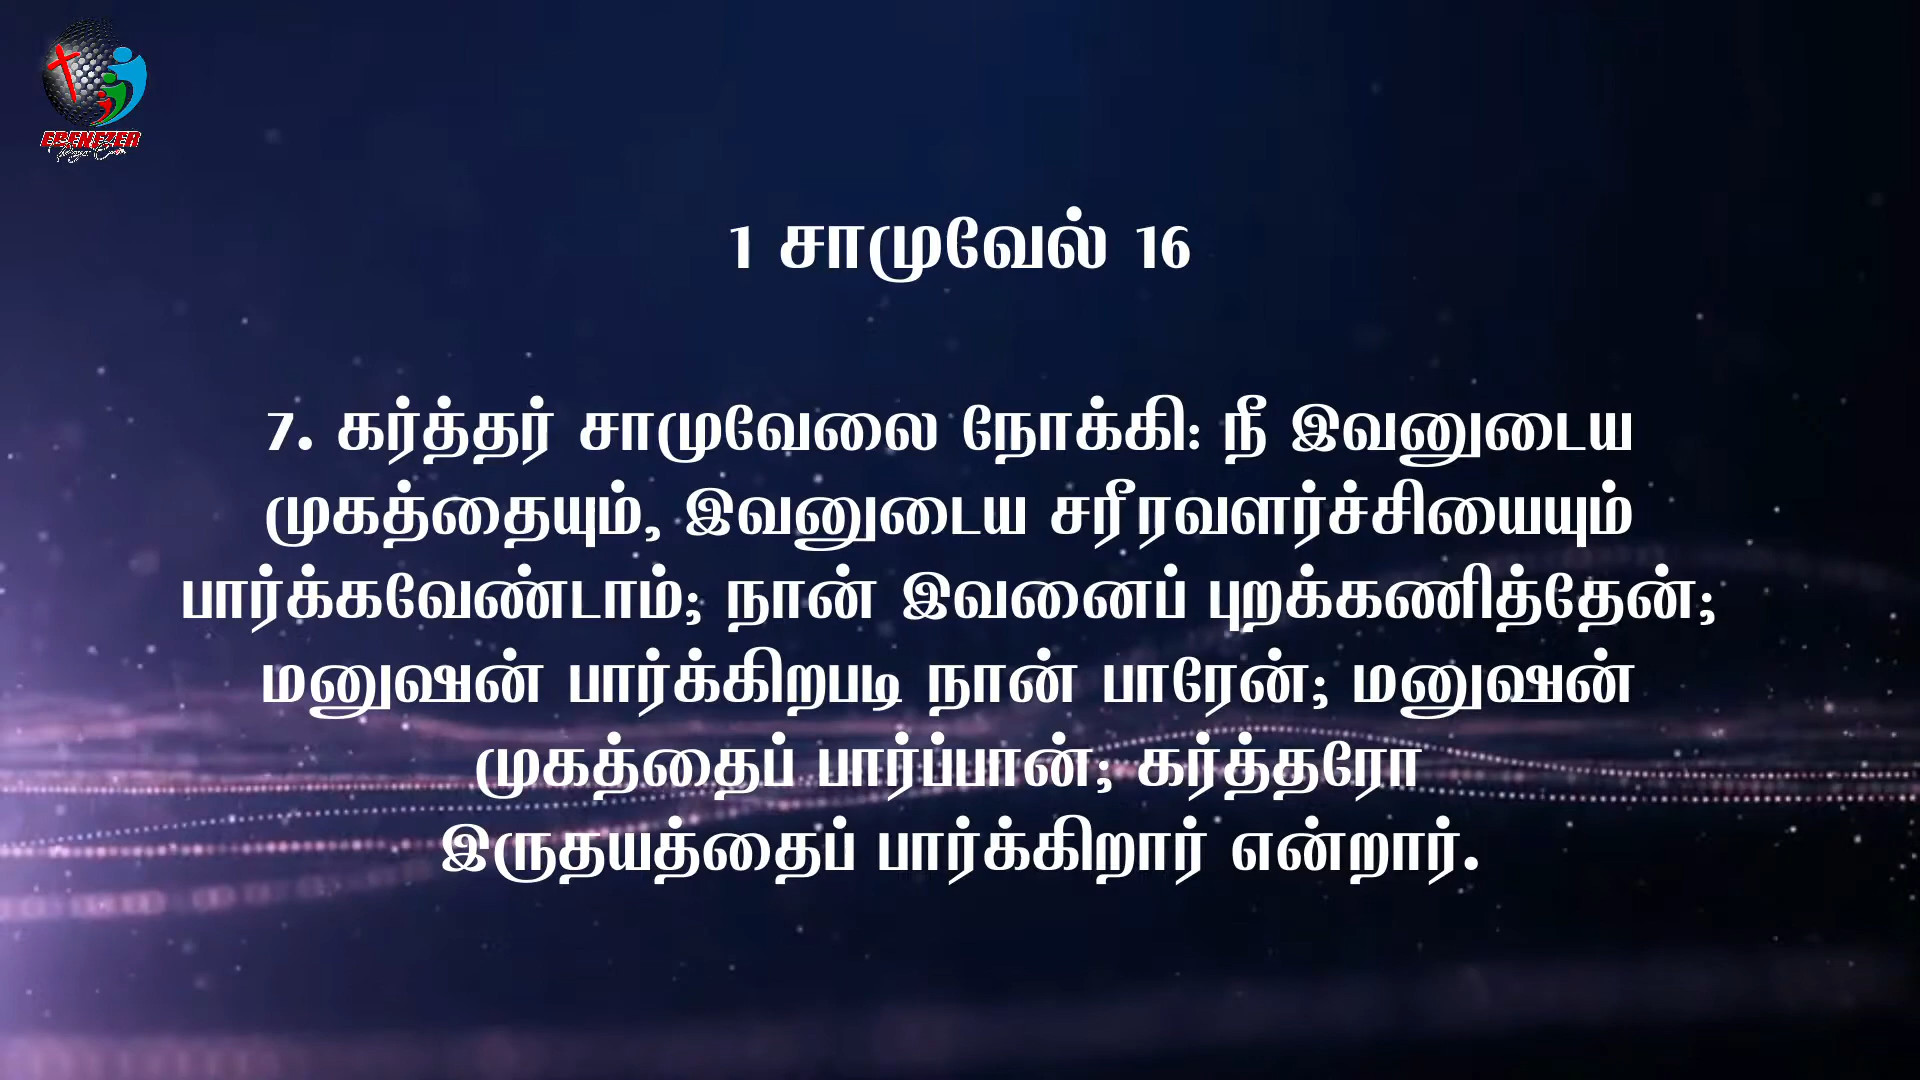 EBENEZER
1 சாமுவேல் 16
7. கர்த்தர் சாமுவேலை நோக்கி: நீ இவனுடைய
முகத்தையும், இவனுடைய சரீரவளர்ச்சியையும்
பார்க்கவேண்டாம்; நான் இவனைப் புறக்கணித்தேன்;
மனுஷன் பார்க்கிறபடி நான் பாரேன்; மனுஷன்
முகத்தைப் பார்ப்பான்; கர்த்தரோ
இருதயத்தைப் பார்க்கிறார் என்றார்.